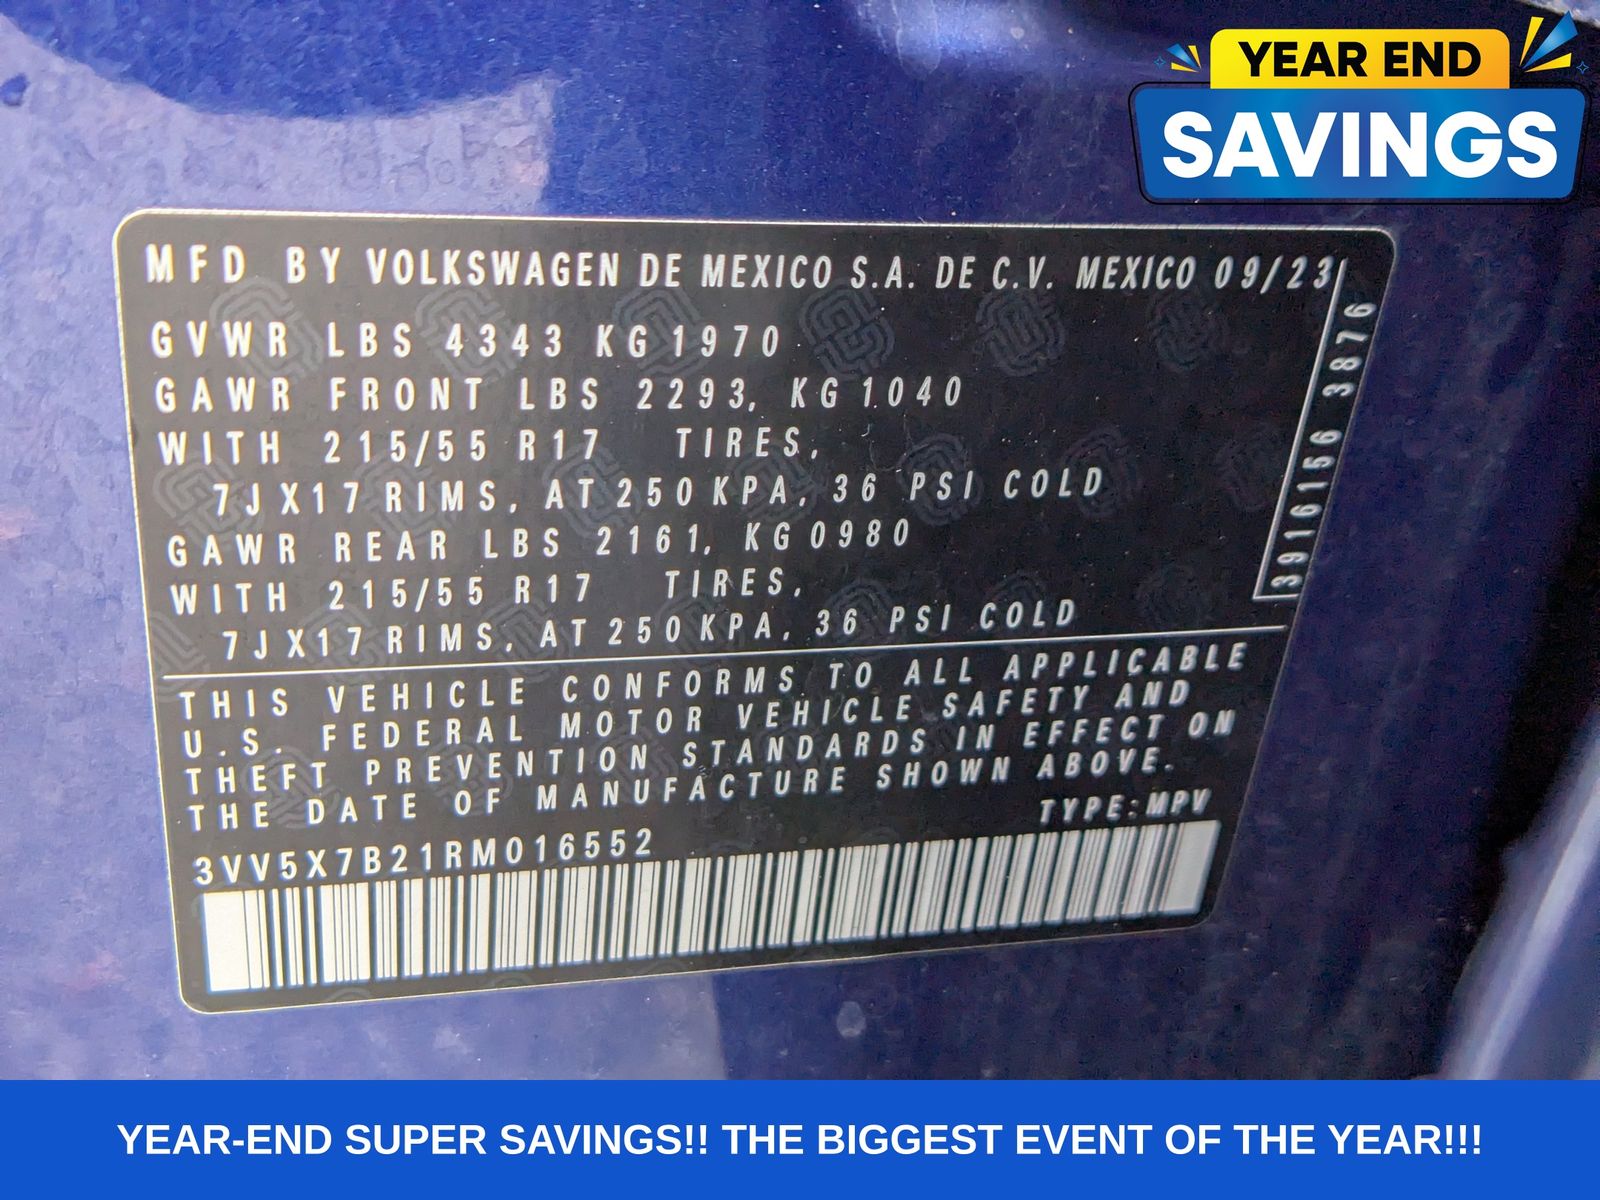 YEAR END
SAVINGS
MFD BY VOLKSWAGEN DE MEXICO S.A. DE C.V. MEXICO 09/23
GVWR LBS 4343 KG 1970
GAWR FRONT LBS 2293, KG 1040
WITH 215/55 R17 TIRES,
7JX17 RIMS, AT 250 KPA, 36 PSI COLD
GAWR REAR LBS 2161, KG 0980
WITH 215/55 R17 TIRES,
7JX17 RIMS, AT 250 KPA, 36 PSI COLD
3916156 3876
THIS VEHICLE CONFORMS TO ALL APPLICABLE
U.S. FEDERAL MOTOR VEHICLE SAFETY AND
THEFT PREVENTION STANDARDS IN EFFECT ON
THE DATE OF MANUFACTURE SHOWN ABOVE.
TYPE:MPV
3VV5X7B21RM016552
YEAR-END SUPER SAVINGS!! THE BIGGEST EVENT OF THE YEAR!!!